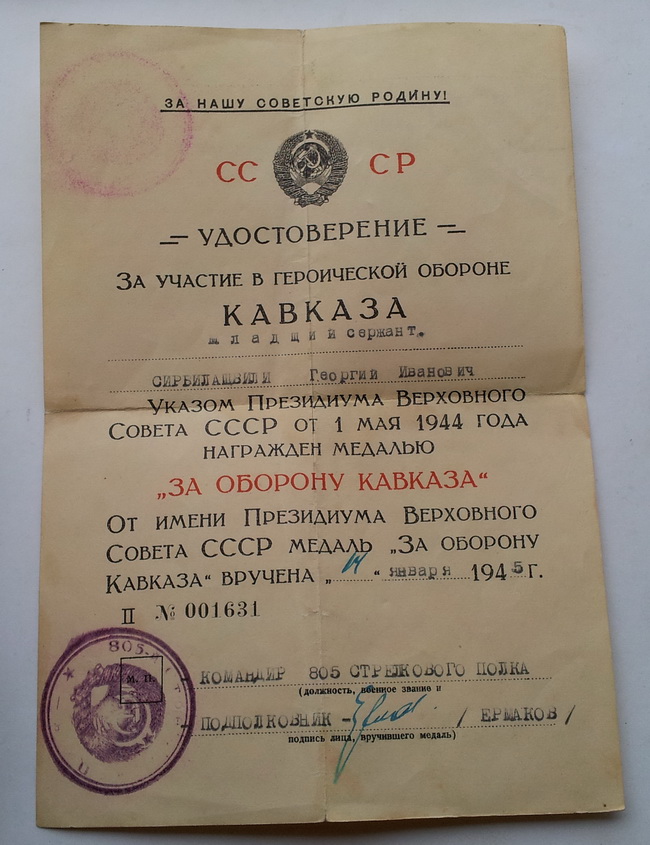 ЗА НАШУ СОВЕТСКУЮ РОДИНУ!
СС СР
УДОСТОВЕРЕНИЕ
ЗА УЧАСТИЕ В ГЕРОИЧЕСКОЙ ОБОРОНЕ
КАВКАЗА
младший сержант.
СИРБИЛАШВИЛИ Георгий Иванович
УКАЗОМ ПРЕЗИДИУМА ВЕРХОВНОГО
СОВЕТА СССР ОТ 1 МАЯ 1944 ГОДА
НАГРАЖДЕН МЕДАЛЬЮ
„ЗА ОБОРОНУ КАВКАЗА“
ОТ ИМЕНИ ПРЕЗИДИУМА ВЕРХОВНОГО
СОВЕТА СССР МЕДАЛЬ „ЗА ОБОРОНУ
КАВКАЗА“ ВРУЧЕНА „14“ января 1945 г.
II № 001631
805
М. П.
- КОМАНДИР 805 СТРЕЛКОВОГО ПОЛКА
(должность, военное звание и
- ПОДПОЛКОВНИК - / ЕРМАКОВ /
подпись лица, вручившего медаль)